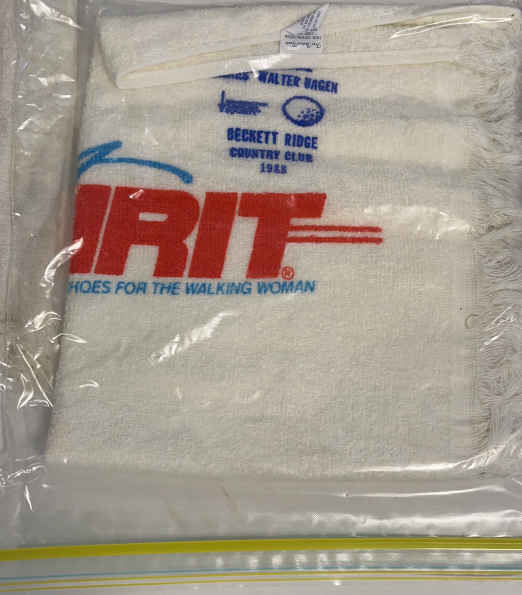 WALTER HAGEN
BECKETT RIDGE
COUNTRY CLUB
1988
IRIT®
HOES FOR THE WALKING WOMAN